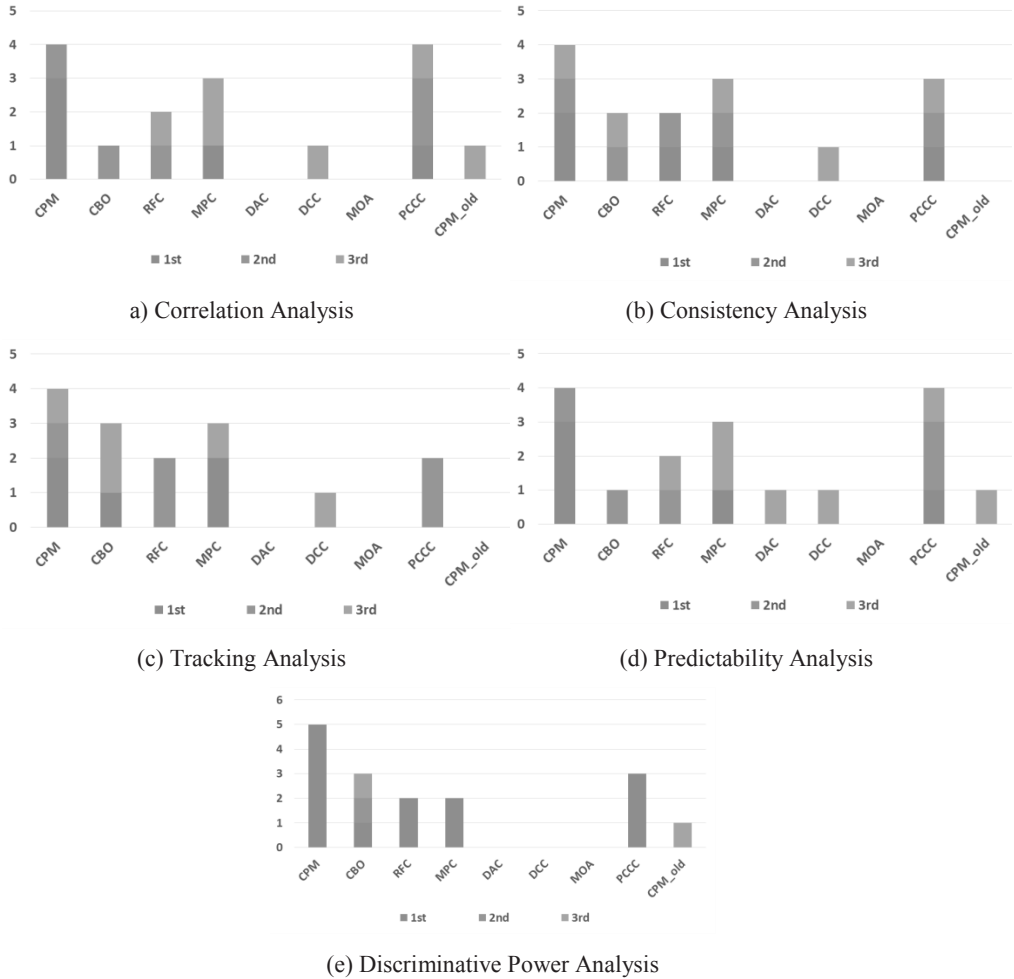 5
4
3
2
1
0
CPM CBO RFC MPC DAC DCC MOA PCCC CPM_old
1st 2nd 3rd
a) Correlation Analysis
5
4
3
2
1
0
CPM CBO RFC MPC DAC DCC MOA PCCC CPM_old
1st 2nd 3rd
(b) Consistency Analysis
5
4
3
2
1
0
CPM CBO RFC MPC DAC DCC MOA PCCC CPM_old
1st 2nd 3rd
(c) Tracking Analysis
5
4
3
2
1
0
CPM CBO RFC MPC DAC DCC MOA PCCC CPM_old
1st 2nd 3rd
(d) Predictability Analysis
6
5
4
3
2
1
0
CPM CBO RFC MPC DAC DCC MOA PCCC CPM_old
1st 2nd 3rd
(e) Discriminative Power Analysis